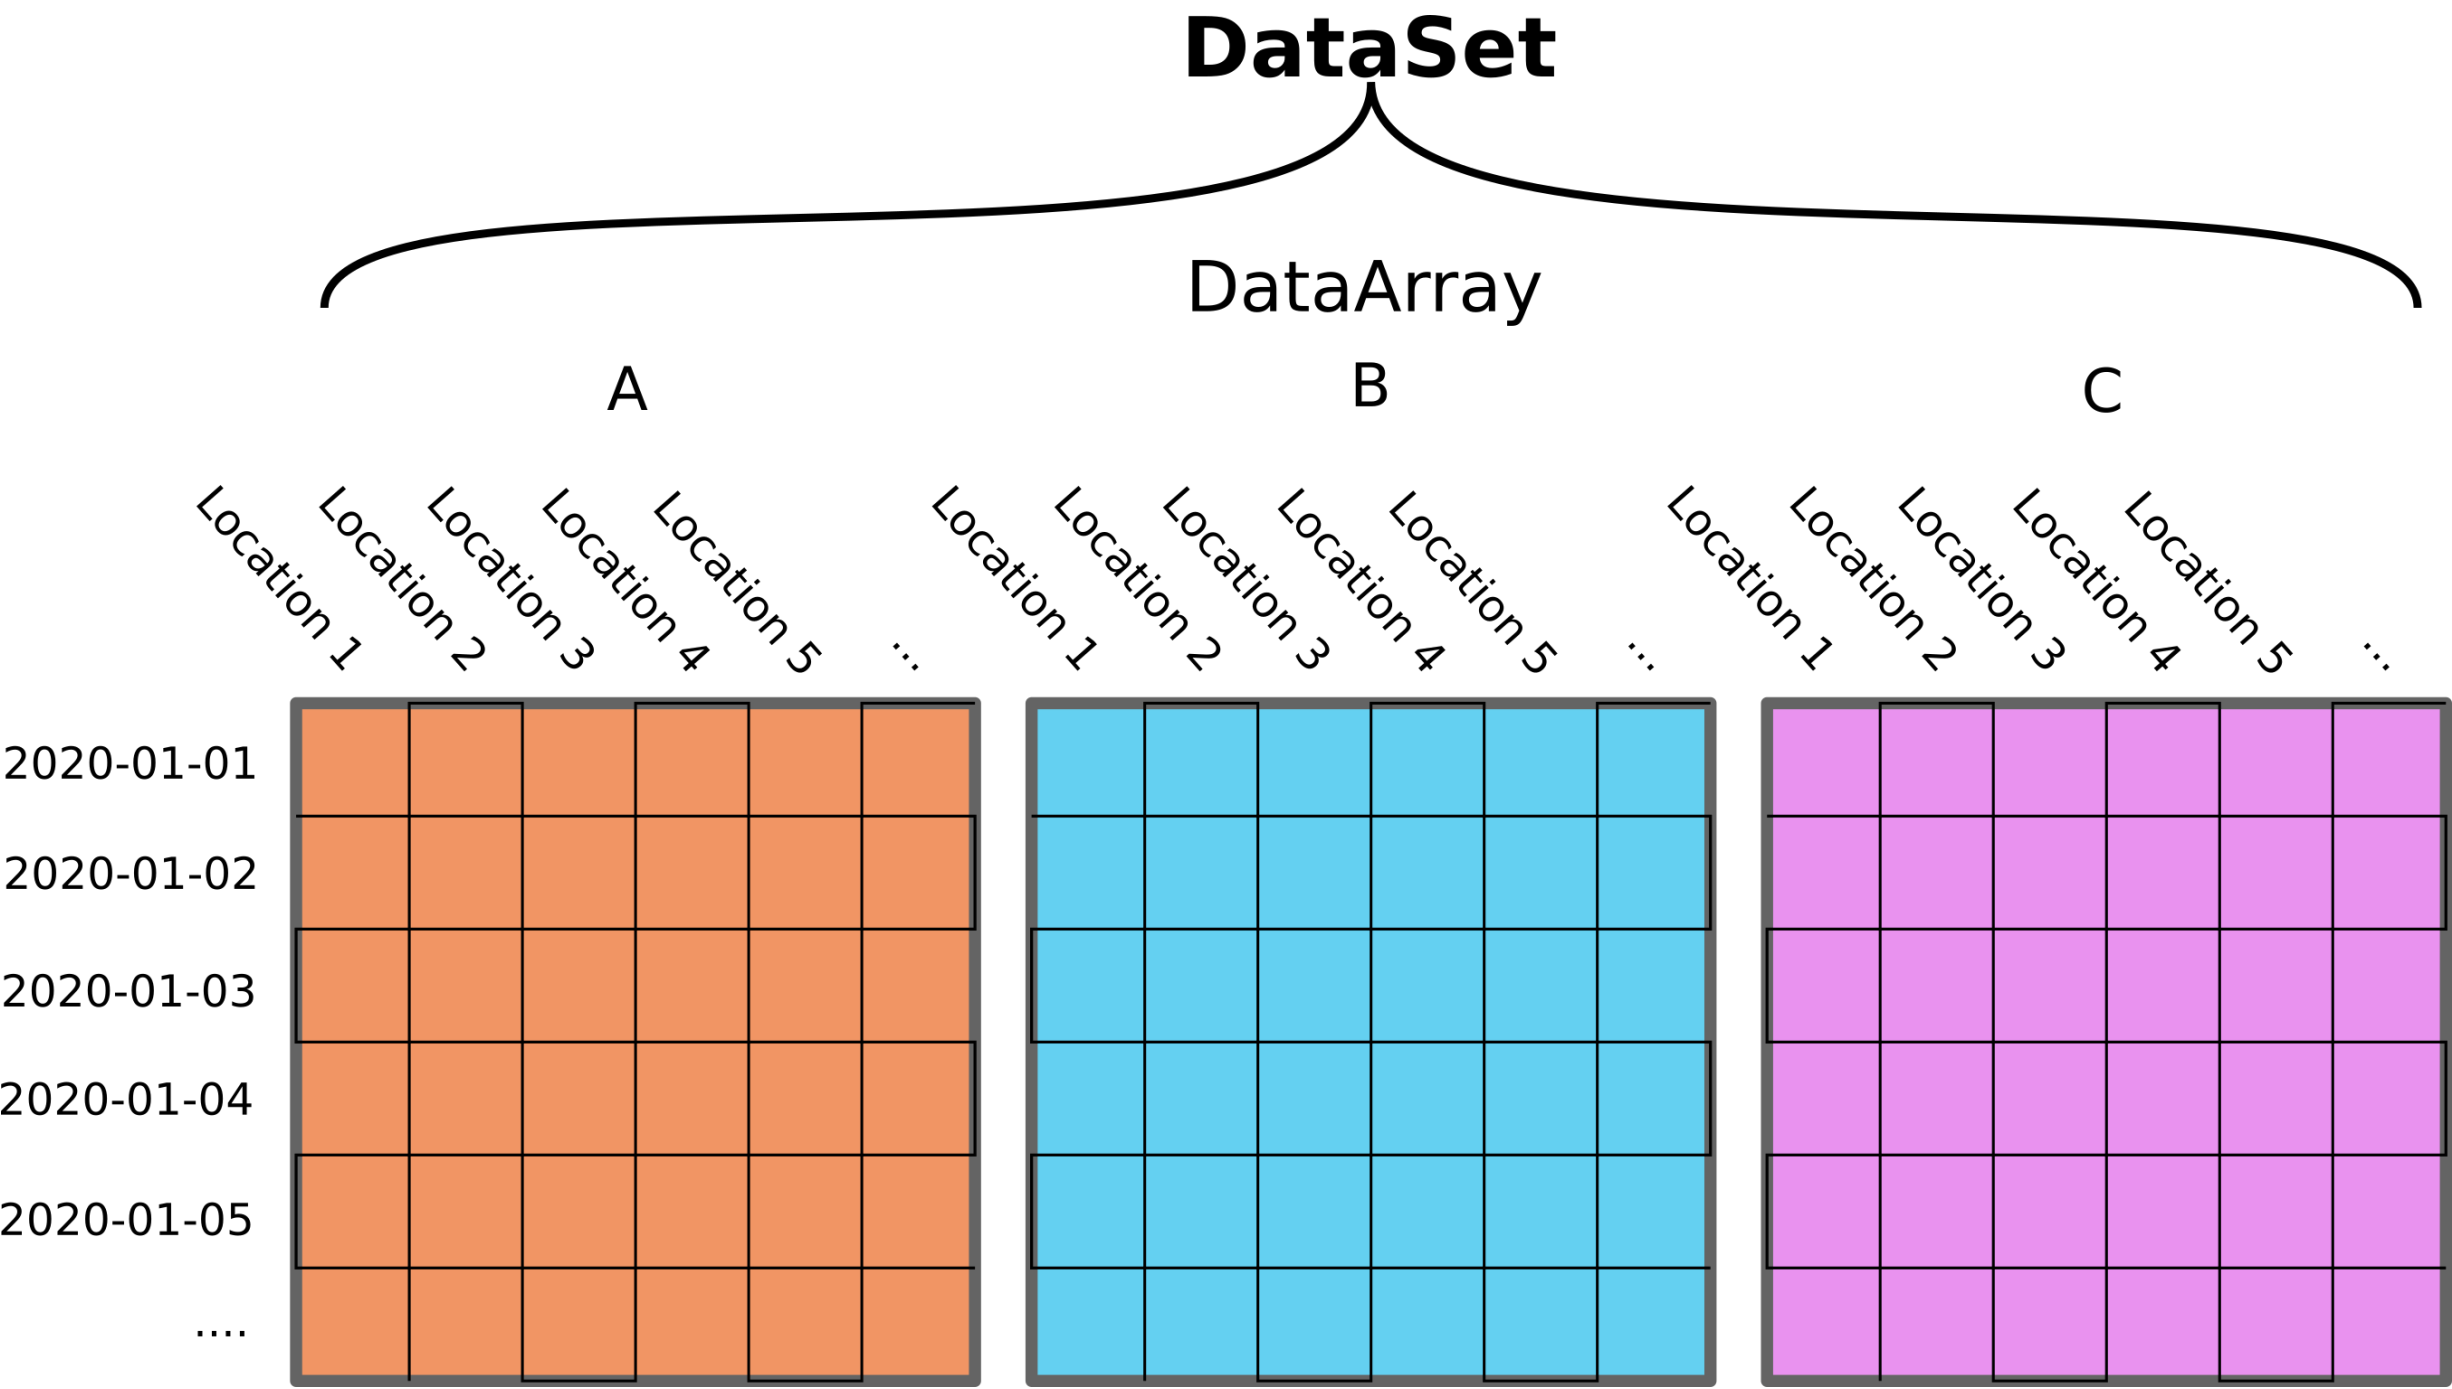 DataSet
DataArray
A
B
C
Location 1
Location 2
Location 3
Location 4
Location 5
...
Location 1
Location 2
Location 3
Location 4
Location 5
...
Location 1
Location 2
Location 3
Location 4
Location 5
...
2020-01-01
2020-01-02
2020-01-03
2020-01-04
2020-01-05
....